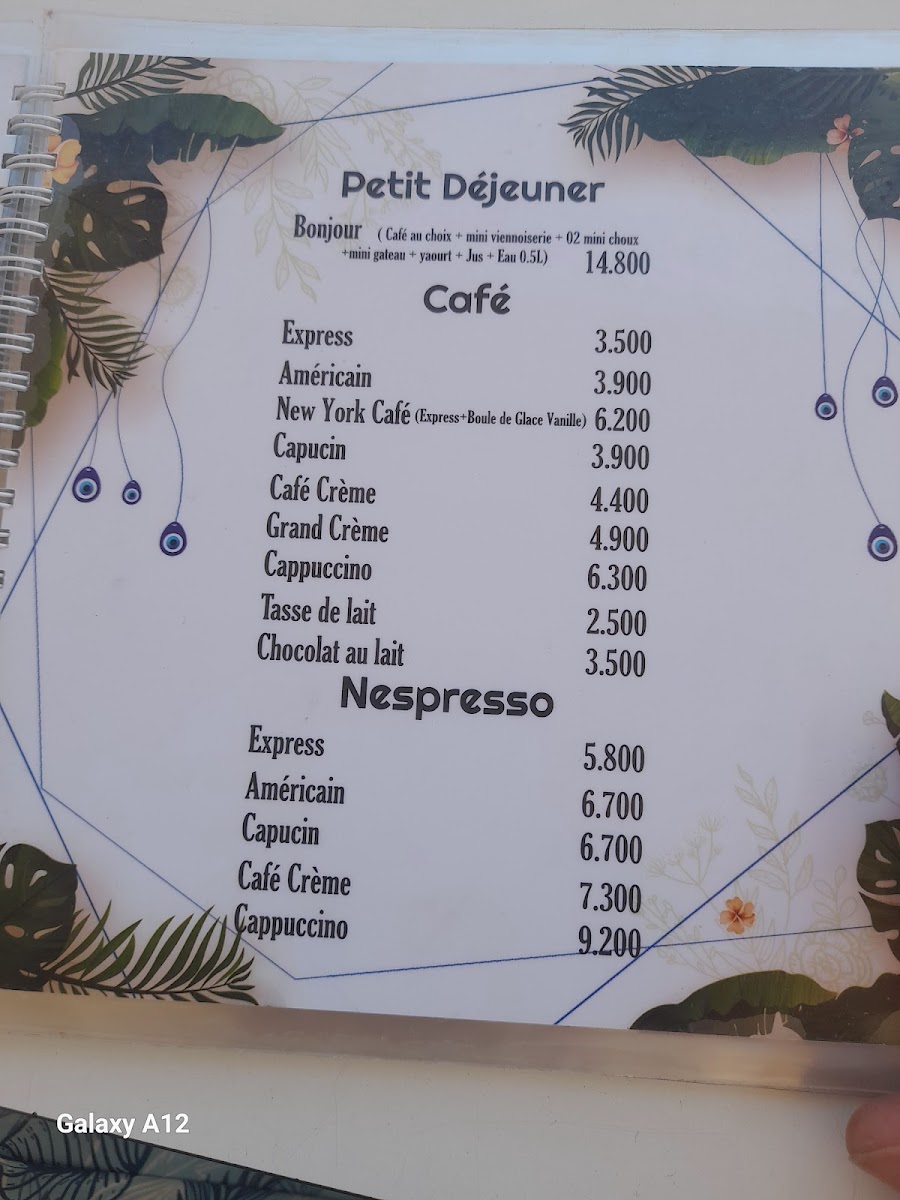 Petit Déjeuner
Bonjour ( Café au choix + mini viennoiserie + 02 mini choux
+mini gateau + yaourt + Jus + Eau 0.5L) 14.800
Café
Express 3.500
Américain 3.900
New York Café (Express+Boule de Glace Vanille) 6.200
Capucin 3.900
Café Crème 4.400
Grand Crème 4.900
Cappuccino 6.300
Tasse de lait 2.500
Chocolat au lait 3.500
Nespresso
Express 5.800
Américain 6.700
Capucin 6.700
Café Crème 7.300
Cappuccino 9.200
Galaxy A12